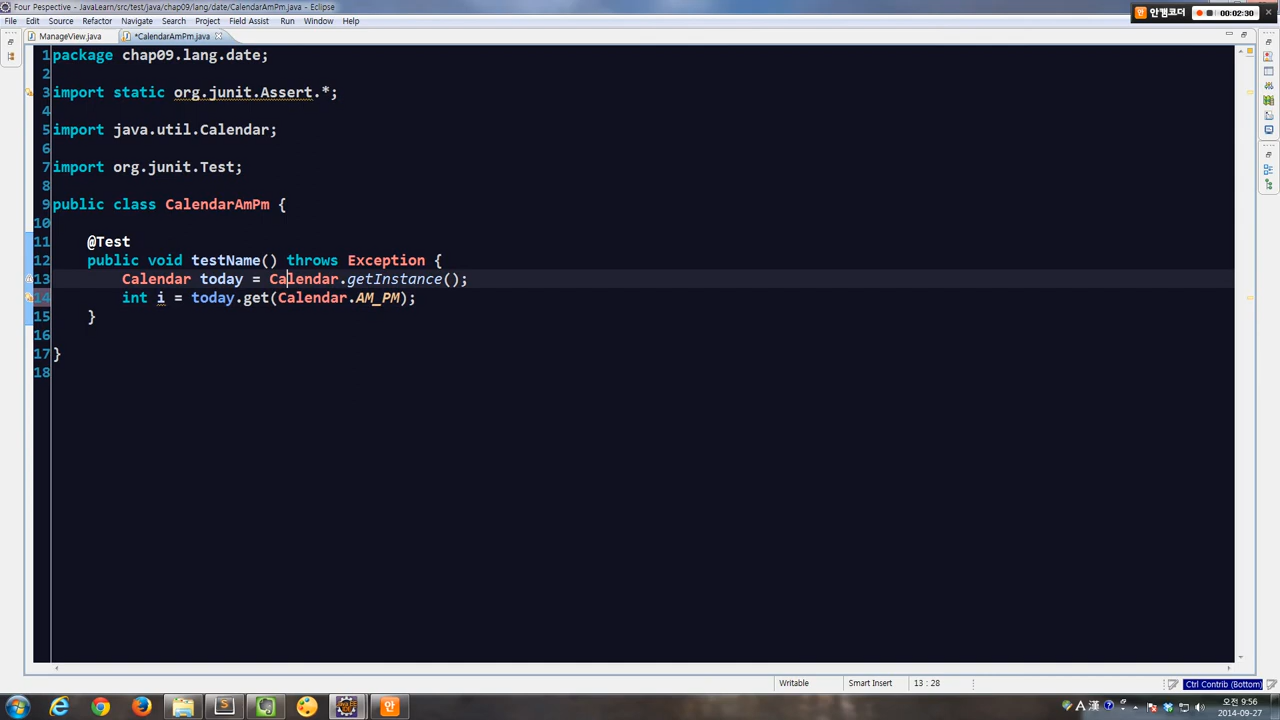 Four Pespective - JavaLearn/src/test/java/chap09/lang/date/CalendarAmPm.java - Eclipse
안캠코더
00:02:30
File Edit Source Refactor Navigate Search Project Field Assist Run Window Help
ManageView.java
*CalendarAmPm.java
1 package chap09.lang.date;
2
3 import static org.junit.Assert.*;
4
5 import java.util.Calendar;
6
7 import org.junit.Test;
8
9 public class CalendarAmPm {
10
11 @Test
12 public void testName() throws Exception {
13 Calendar today = Calendar.getInstance();
14 int i = today.get(Calendar.AM_PM);
15 }
16
17 }
18
Writable
Smart Insert
13 : 28
Ctrl Contrib (Bottom)
안
A 漢
오전 9:56
2014-09-27